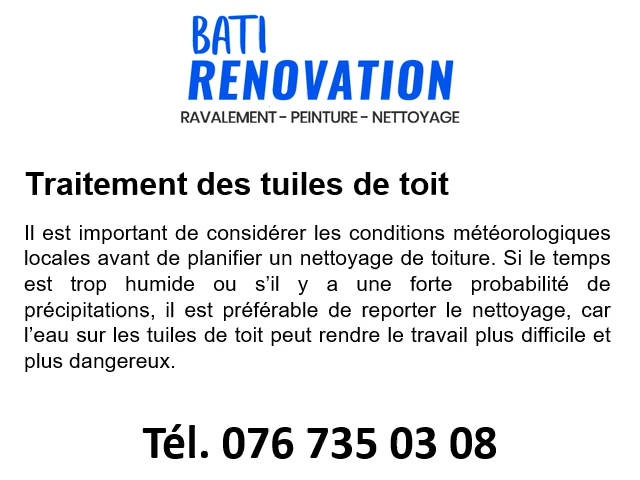 BATI
RENOVATION
RAVALEMENT - PEINTURE - NETTOYAGE
Traitement des tuiles de toit
Il est important de considérer les conditions météorologiques
locales avant de planifier un nettoyage de toiture. Si le temps
est trop humide ou s’il y a une forte probabilité de
précipitations, il est préférable de reporter le nettoyage, car
l’eau sur les tuiles de toit peut rendre le travail plus difficile et
plus dangereux.
Tél. 076 735 03 08